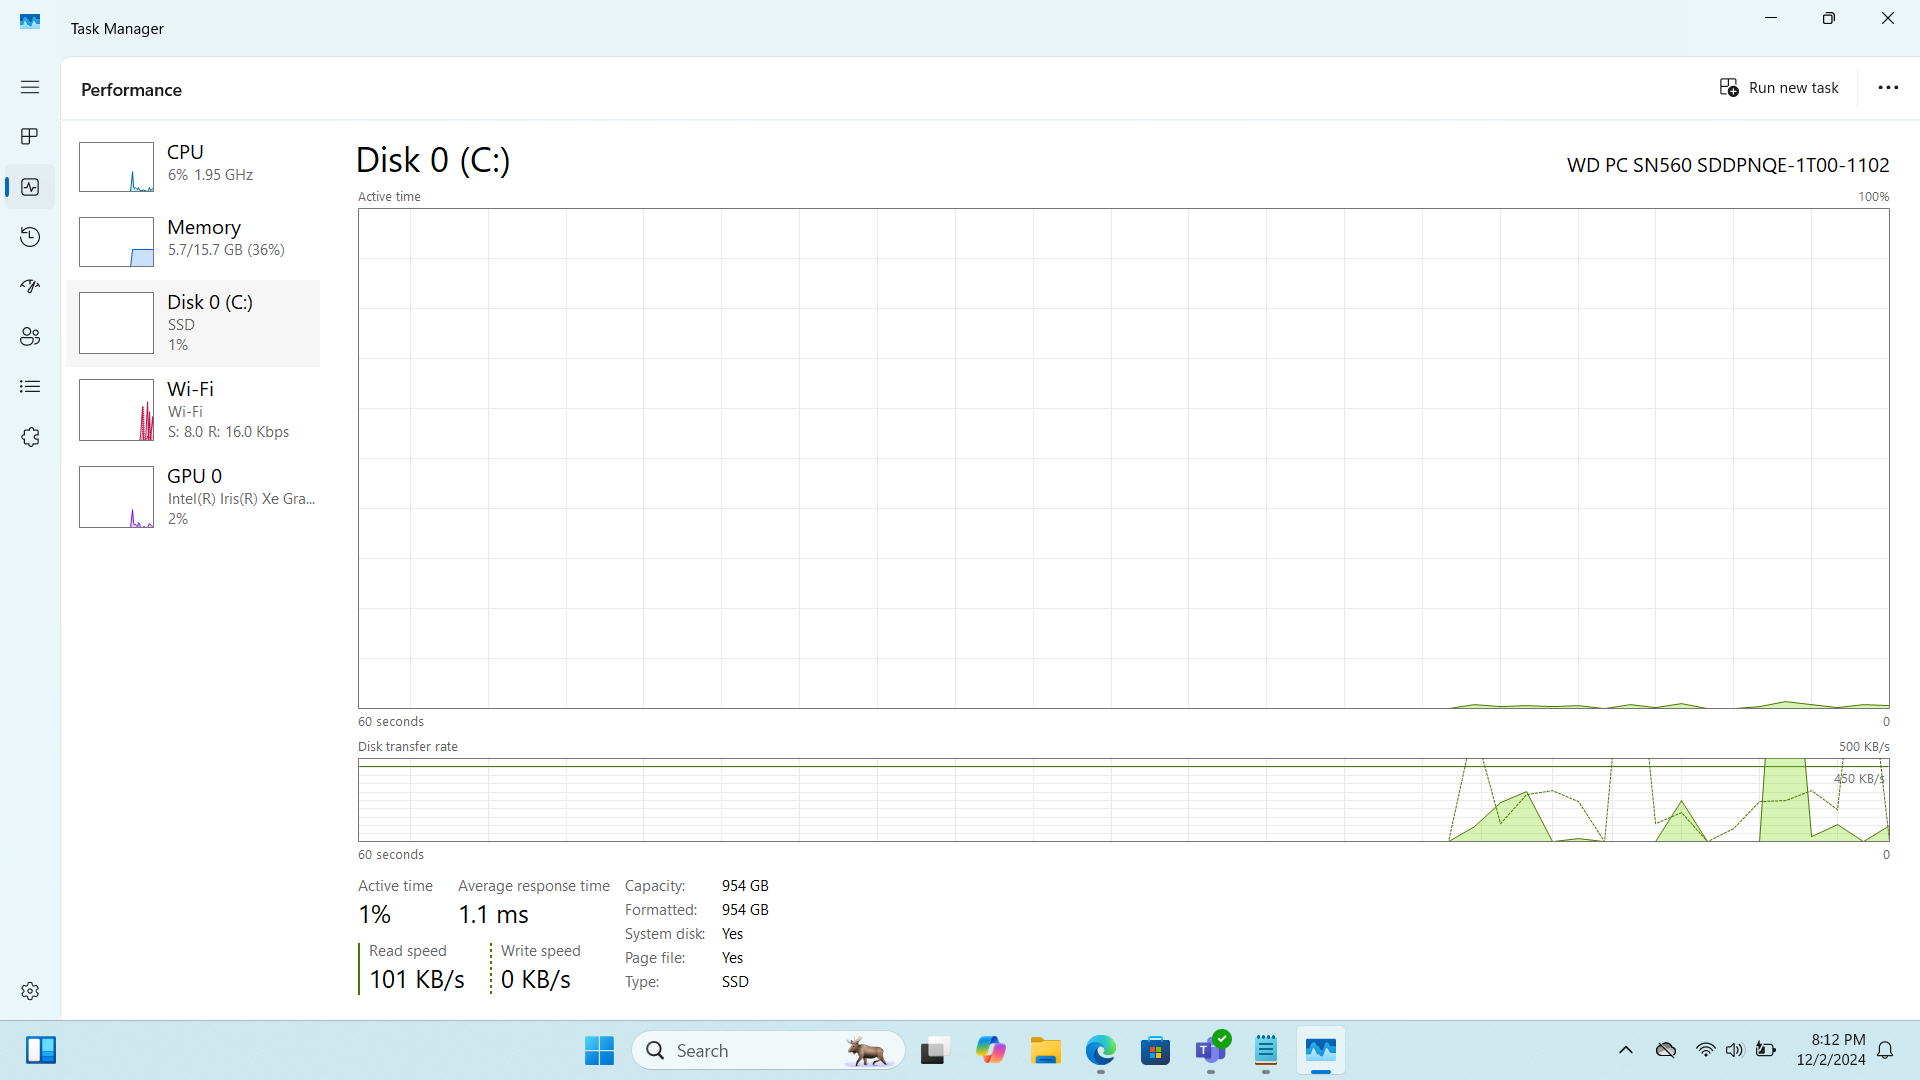 Task Manager
Performance
Run new task
CPU
6% 1.95 GHz
Memory
5.7/15.7 GB (36%)
Disk 0 (C:)
SSD
1%
Wi-Fi
Wi-Fi
S: 8.0 R: 16.0 Kbps
GPU 0
Intel(R) Iris(R) Xe Gra...
2%
Disk 0 (C:)
WD PC SN560 SDDPNQE-1T00-1102
Active time
100%
60 seconds
0
Disk transfer rate
500 KB/s
450 KB/s
60 seconds
0
Active time
1%
Average response time
1.1 ms
Read speed
101 KB/s
Write speed
0 KB/s
Capacity: 954 GB
Formatted: 954 GB
System disk: Yes
Page file: Yes
Type: SSD
Search
8:12 PM
12/2/2024